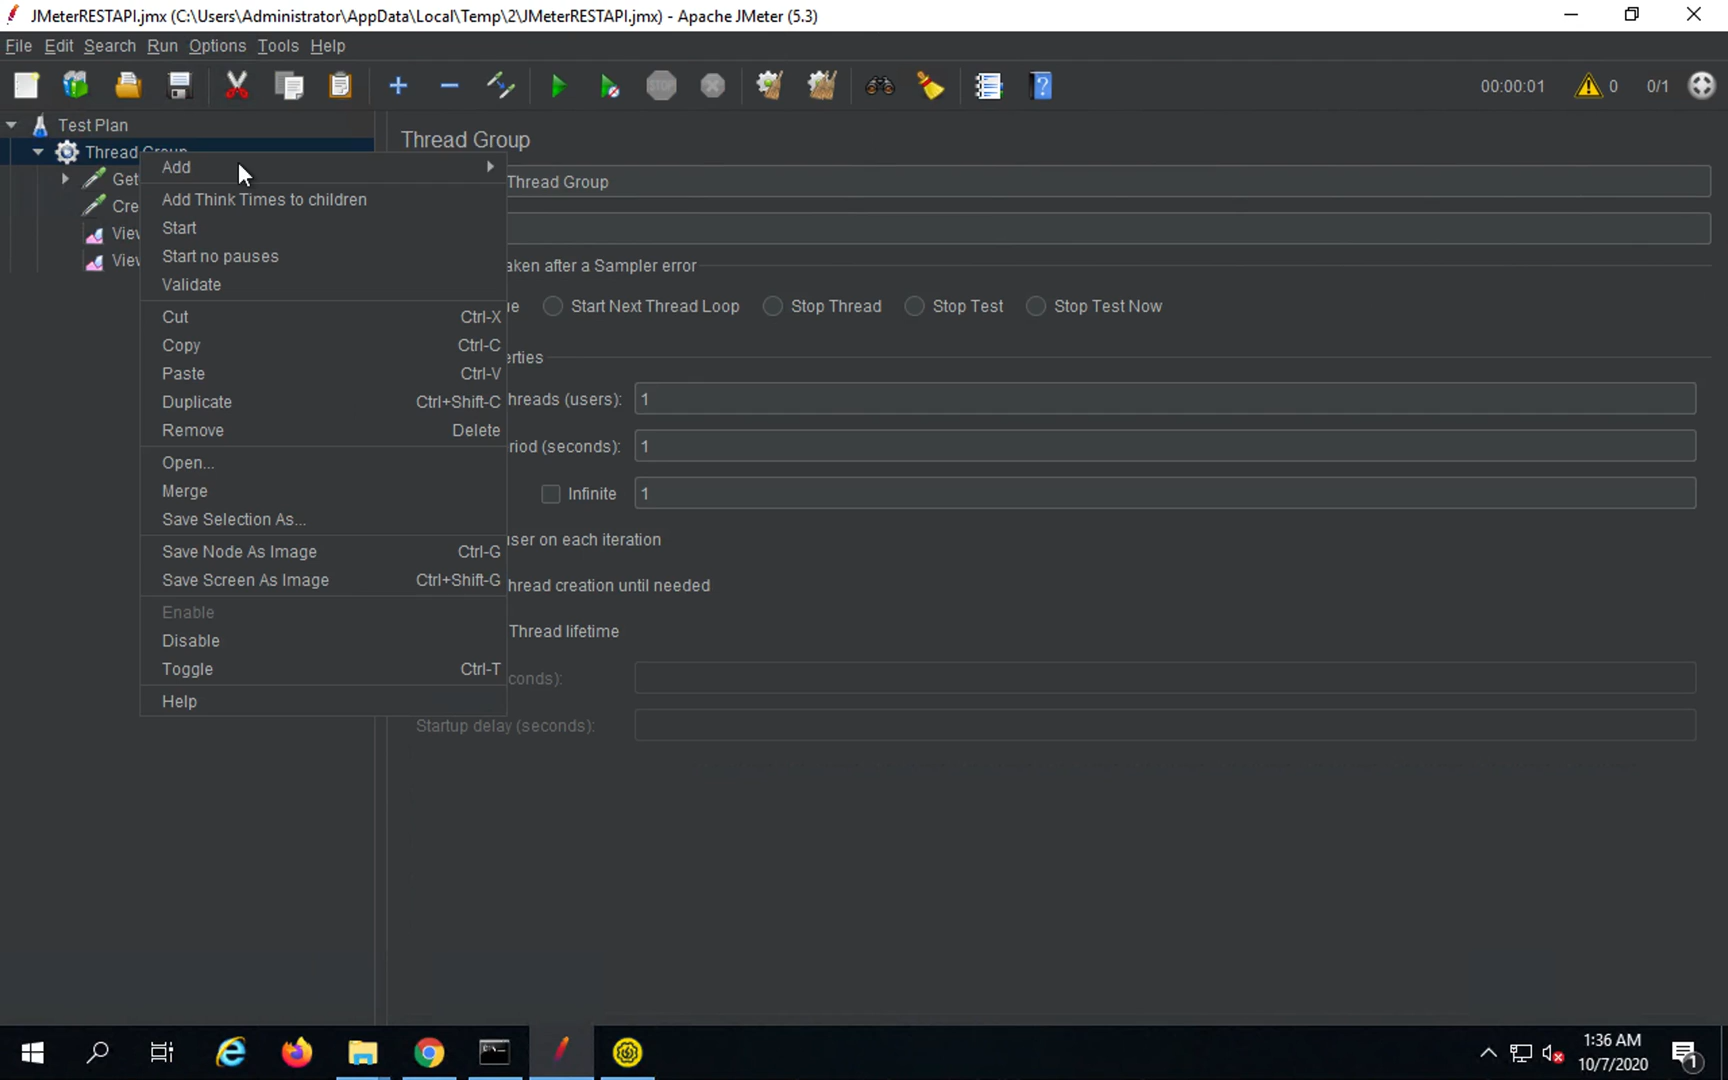 JMeterRESTAPI.jmx (C:\Users\Administrator\AppData\Local\Temp\2\JMeterRESTAPI.jmx) - Apache JMeter (5.3)
File Edit Search Run Options Tools Help
STOP
00:00:01 0 0/1
Test Plan
Thread Group
Get
Cre
View
View
Add
Add Think Times to children
Start
Start no pauses
Validate
Cut Ctrl-X
Copy Ctrl-C
Paste Ctrl-V
Duplicate Ctrl+Shift-C
Remove Delete
Open...
Merge
Save Selection As...
Save Node As Image Ctrl-G
Save Screen As Image Ctrl+Shift-G
Enable
Disable
Toggle Ctrl-T
Help
Thread Group
Thread Group
aken after a Sampler error
ue Start Next Thread Loop Stop Thread Stop Test Stop Test Now
erties
hreads (users): 1
riod (seconds): 1
Infinite 1
user on each iteration
hread creation until needed
Thread lifetime
conds):
Startup delay (seconds):
1:36 AM
10/7/2020
1